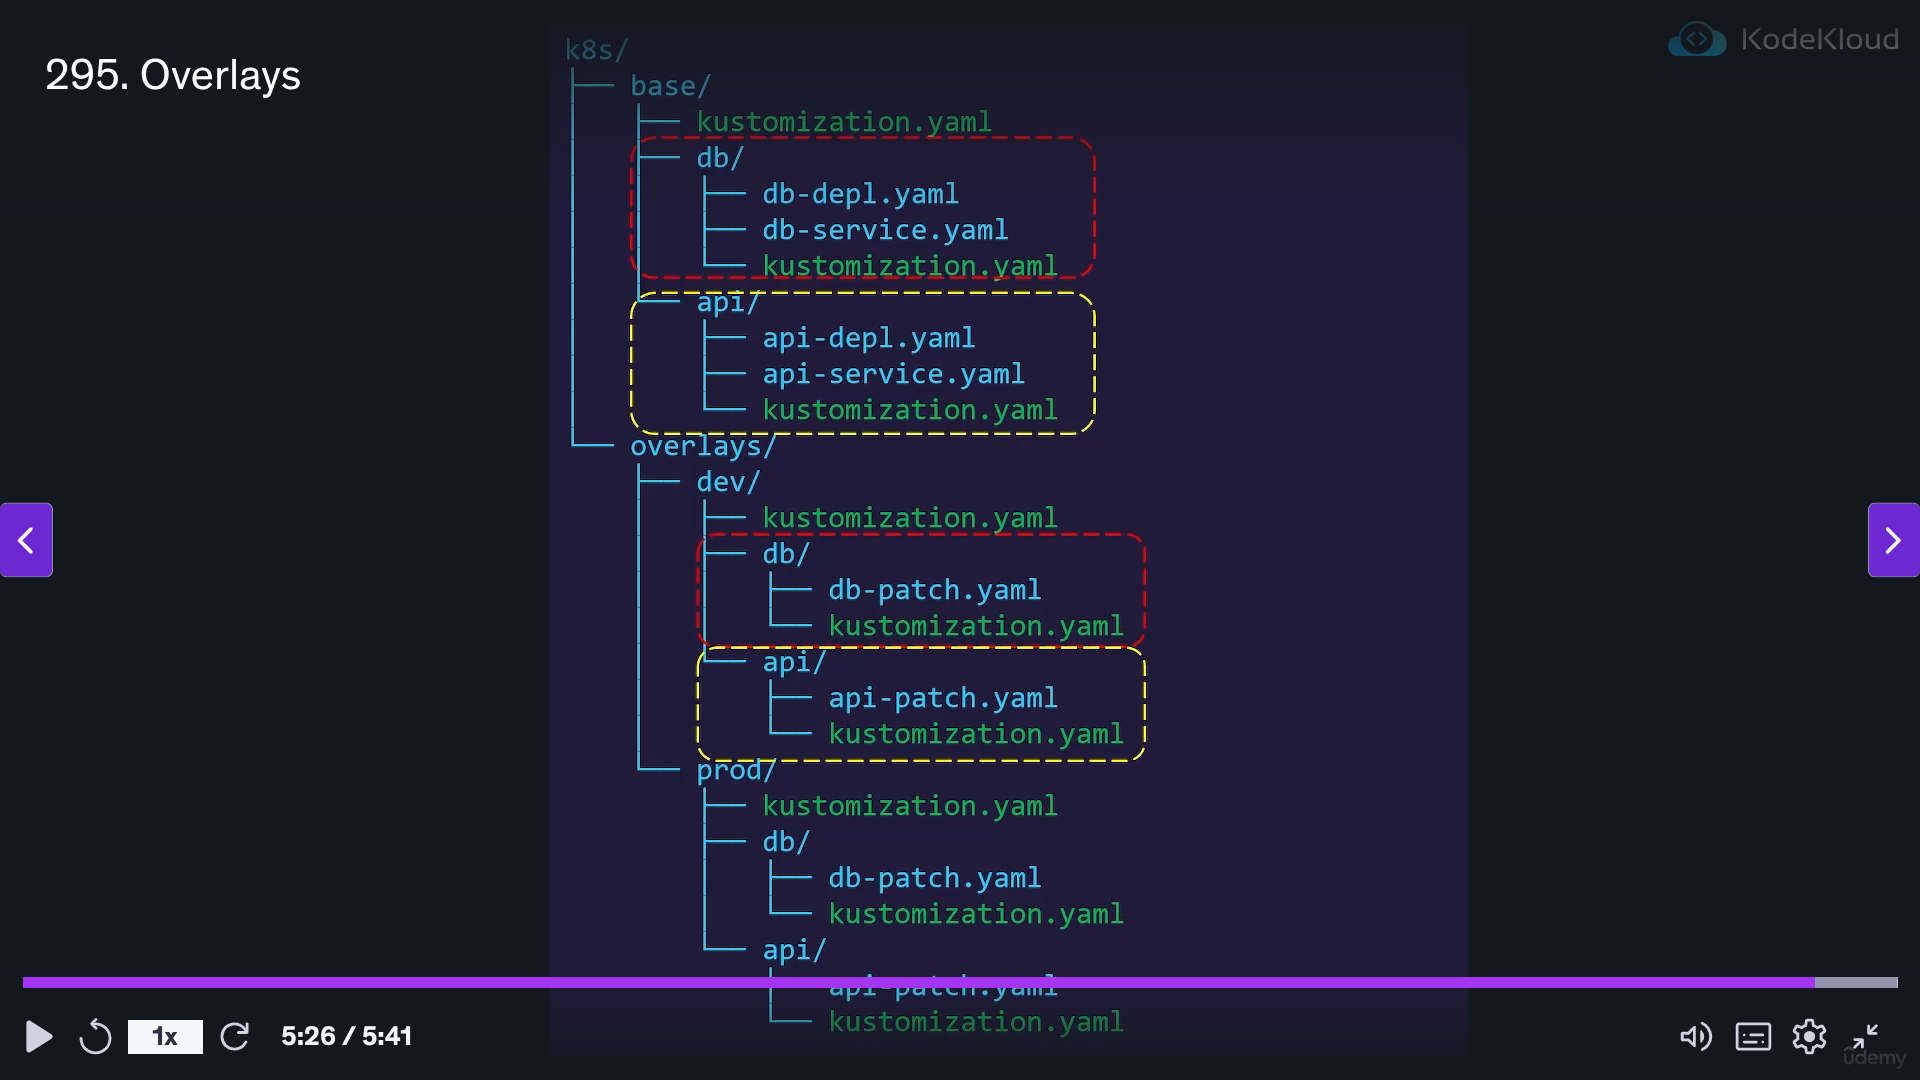 295. Overlays
KodeKloud
k8s/
base/
kustomization.yaml
db/
db-depl.yaml
db-service.yaml
kustomization.yaml
api/
api-depl.yaml
api-service.yaml
kustomization.yaml
overlays/
dev/
kustomization.yaml
db/
db-patch.yaml
kustomization.yaml
api/
api-patch.yaml
kustomization.yaml
prod/
kustomization.yaml
db/
db-patch.yaml
kustomization.yaml
api/
api-patch.yaml
kustomization.yaml
1x
5:26 / 5:41
udemy